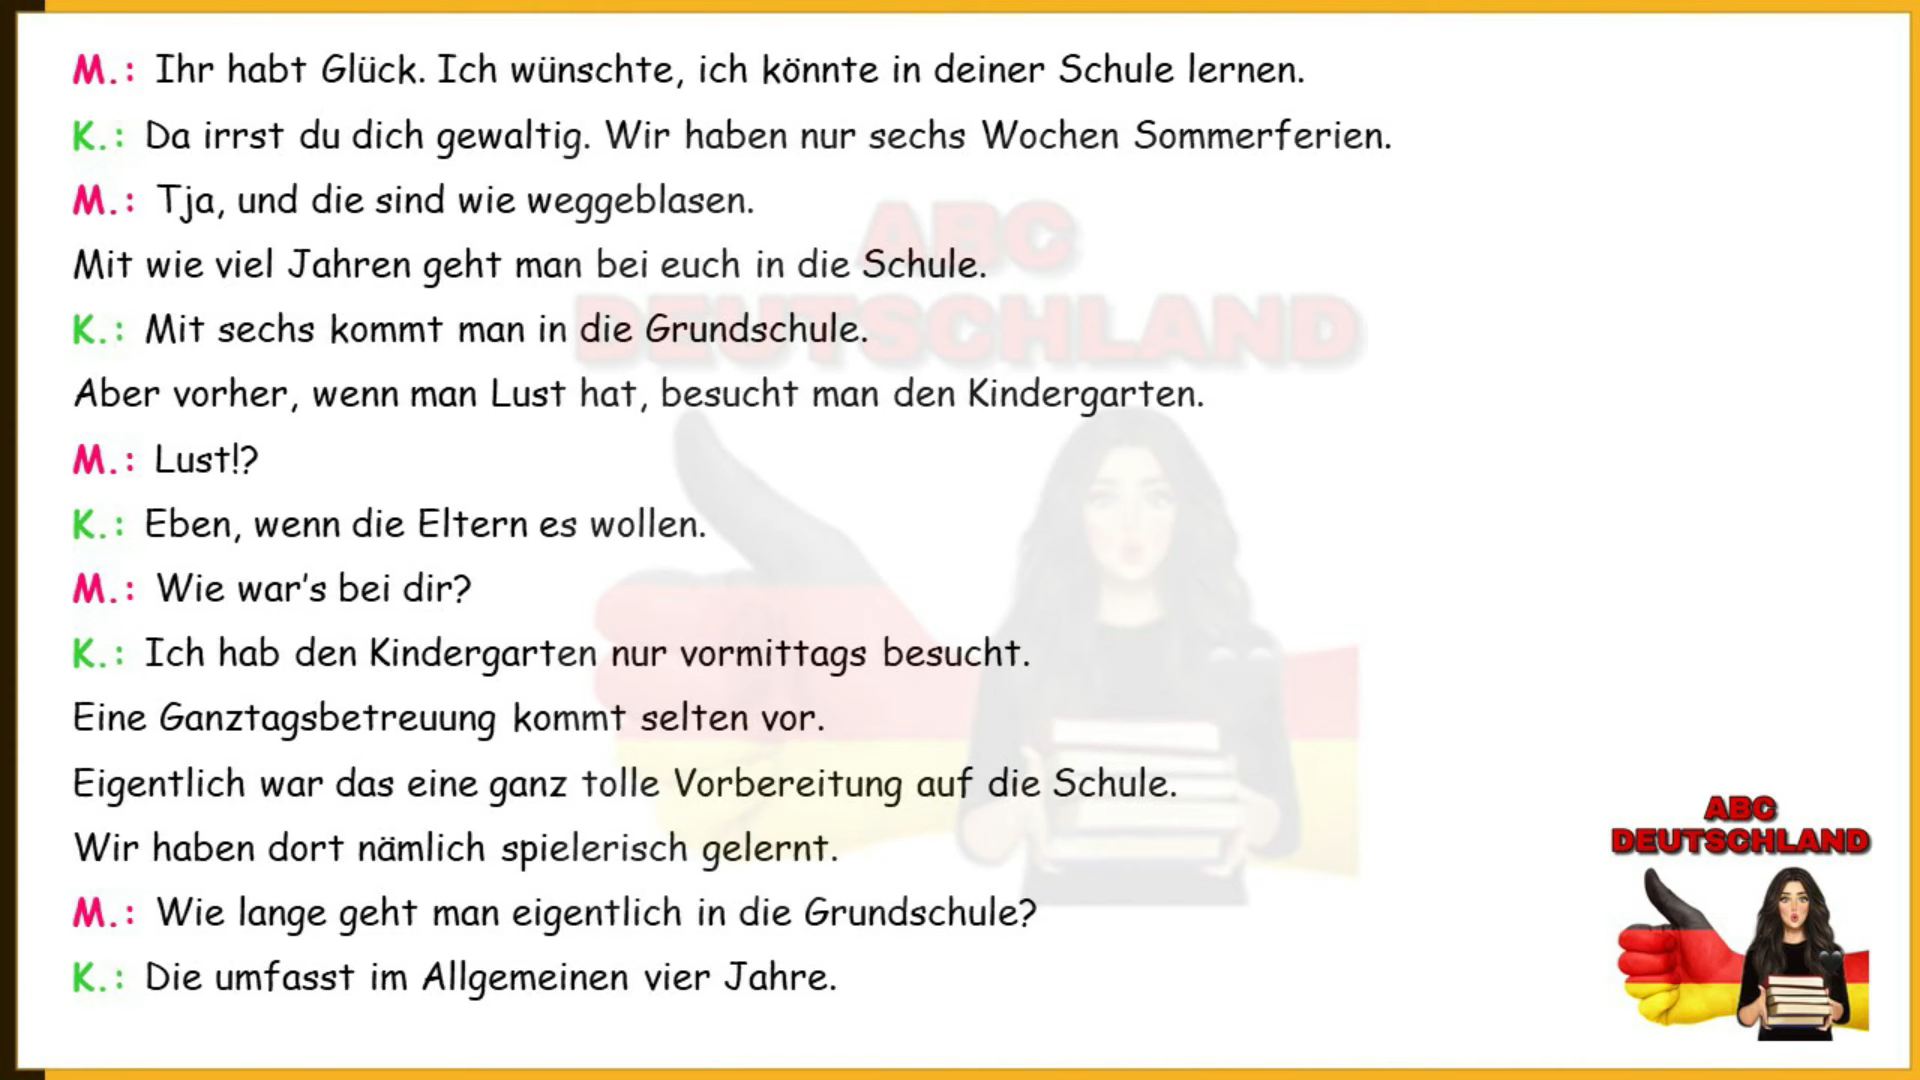 M.: Ihr habt Glück. Ich wünschte, ich könnte in deiner Schule lernen.
K.: Da irrst du dich gewaltig. Wir haben nur sechs Wochen Sommerferien.
M.: Tja, und die sind wie weggeblasen.
Mit wie viel Jahren geht man bei euch in die Schule.
K.: Mit sechs kommt man in die Grundschule.
Aber vorher, wenn man Lust hat, besucht man den Kindergarten.
M.: Lust!?
K.: Eben, wenn die Eltern es wollen.
M.: Wie war's bei dir?
K.: Ich hab den Kindergarten nur vormittags besucht.
Eine Ganztagsbetreuung kommt selten vor.
Eigentlich war das eine ganz tolle Vorbereitung auf die Schule.
Wir haben dort nämlich spielerisch gelernt.
M.: Wie lange geht man eigentlich in die Grundschule?
K.: Die umfasst im Allgemeinen vier Jahre.
ABC
DEUTSCHLAND
ABC
DEUTSCHLAND